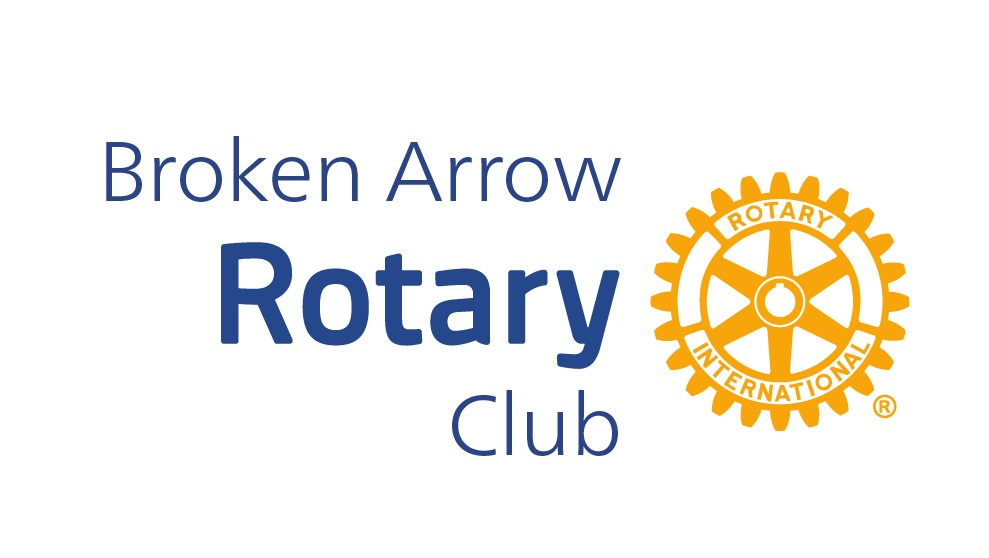 Broken Arrow
Rotary
Club
ROTARY
INTERNATIONAL
®